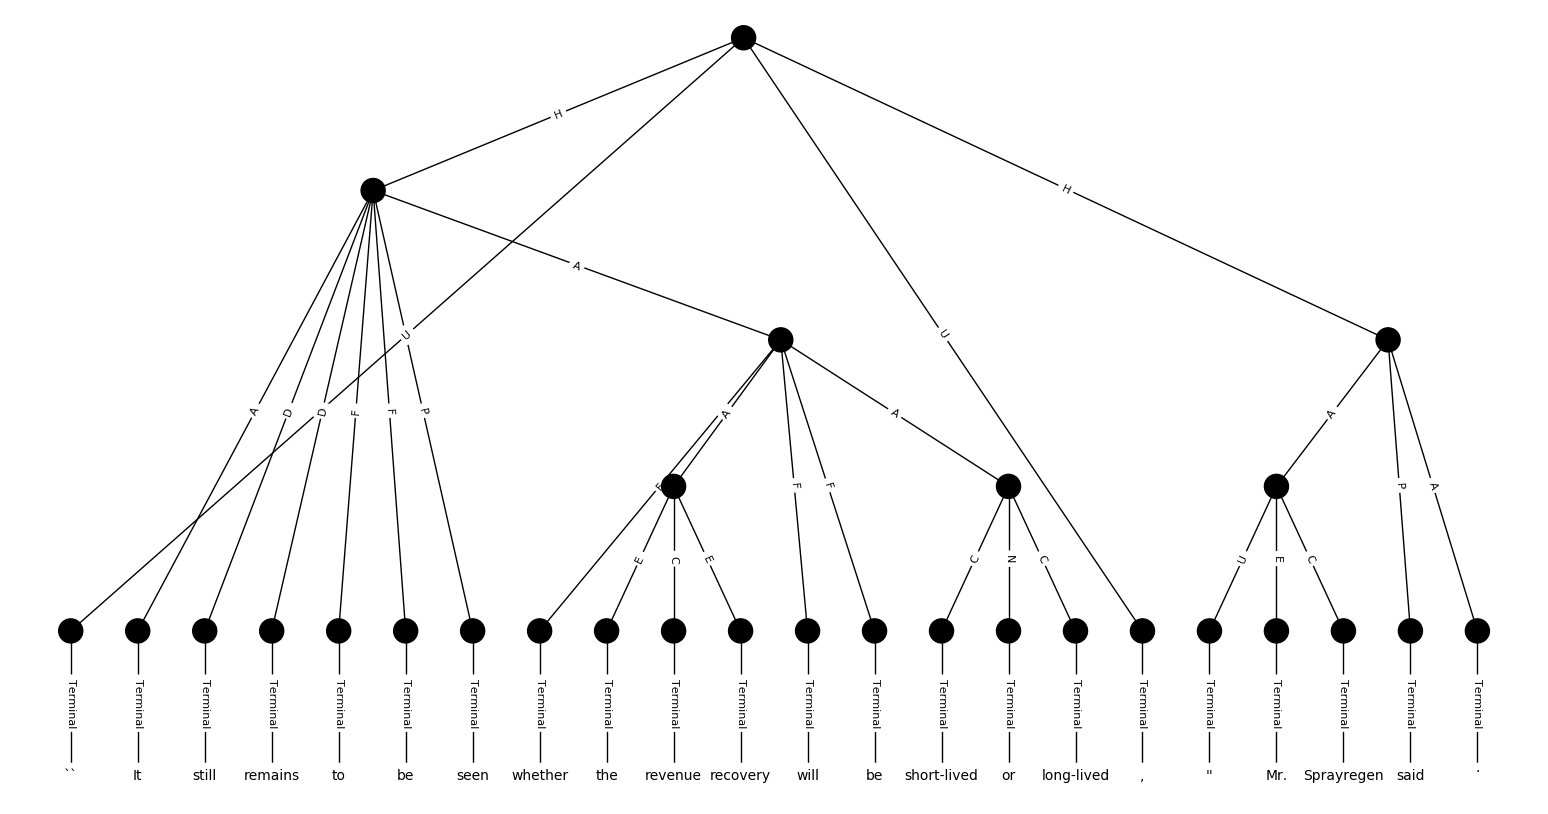 H
H
A
U
U
A D D F F P
A A A
F F F P A
E C E C N C U E C
Terminal Terminal Terminal Terminal Terminal Terminal Terminal Terminal Terminal Terminal Terminal Terminal Terminal Terminal Terminal Terminal Terminal Terminal Terminal Terminal Terminal Terminal
`` It still remains to be seen whether the revenue recovery will be short-lived or long-lived , " Mr. Sprayregen said .